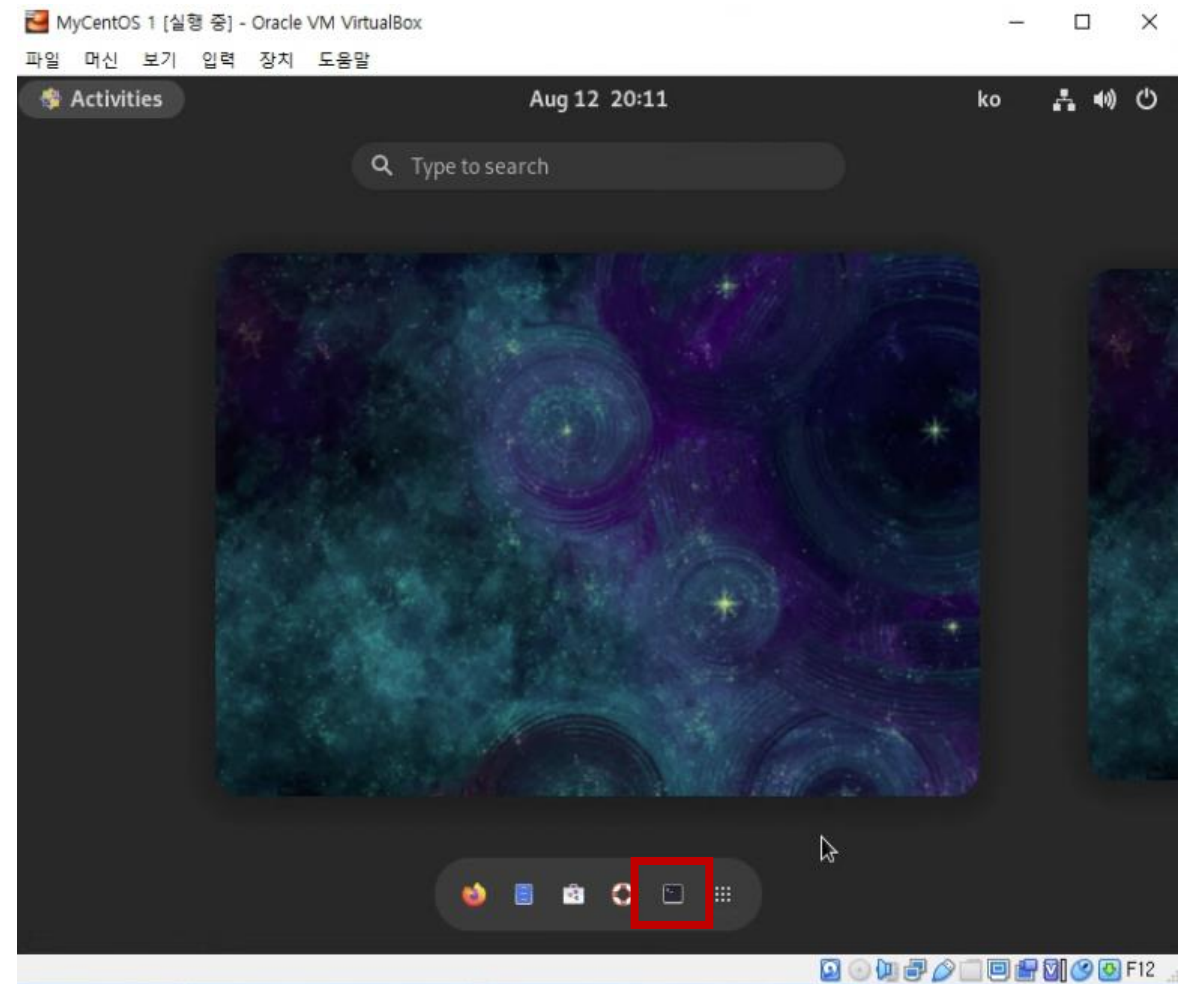 MyCentOS 1 [실행 중] - Oracle VM VirtualBox
파일 머신 보기 입력 장치 도움말
Activities Aug 12 20:11 ko
Type to search
F12